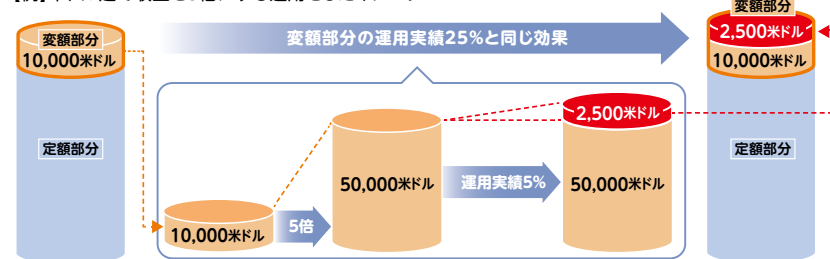 変額部分
10,000米ドル
定額部分
変額部分の運用実績25%と同じ効果
10,000米ドル
5倍
50,000米ドル
運用実績5%
2,500米ドル
50,000米ドル
変額部分
2,500米ドル
10,000米ドル
定額部分